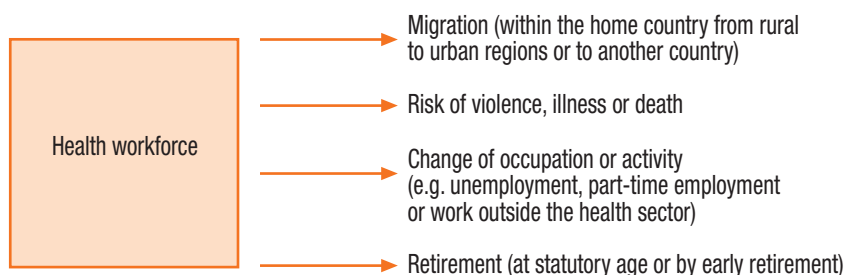 Migration (within the home country from rural
to urban regions or to another country)
Risk of violence, illness or death
Health workforce
Change of occupation or activity
(e.g. unemployment, part-time employment
or work outside the health sector)
Retirement (at statutory age or by early retirement)